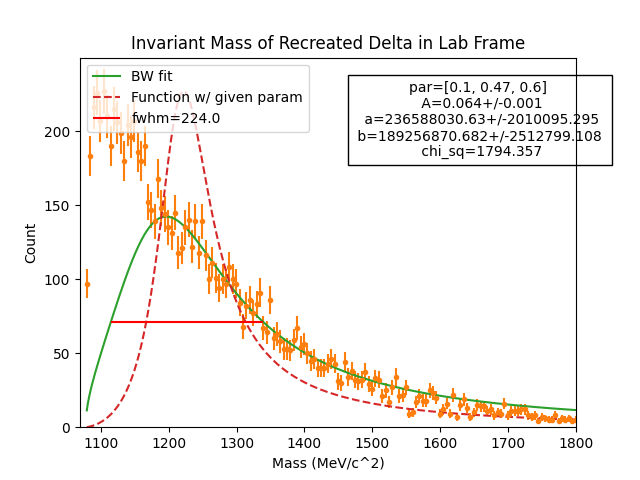 Invariant Mass of Recreated Delta in Lab Frame
BW fit
Function w/ given param
fwhm=224.0
par=[0.1, 0.47, 0.6]
A=0.064+/-0.001
a=236588030.63+/-2010095.295
b=189256870.682+/-2512799.108
chi_sq=1794.357
Count
200
150
100
50
0
1100 1200 1300 1400 1500 1600 1700 1800
Mass (MeV/c^2)